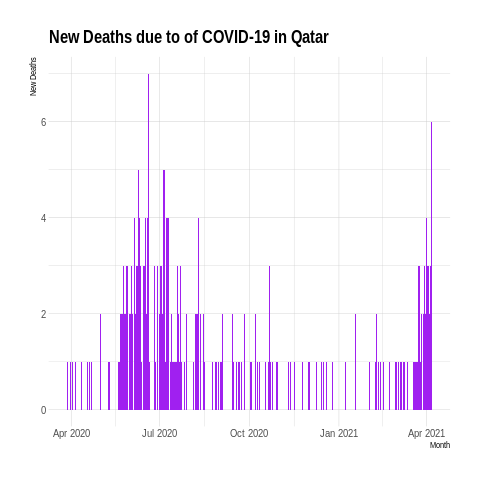 New Deaths due to of COVID-19 in Qatar
New Deaths
6
4
2
0
Apr 2020 Jul 2020 Oct 2020 Jan 2021 Apr 2021
Month